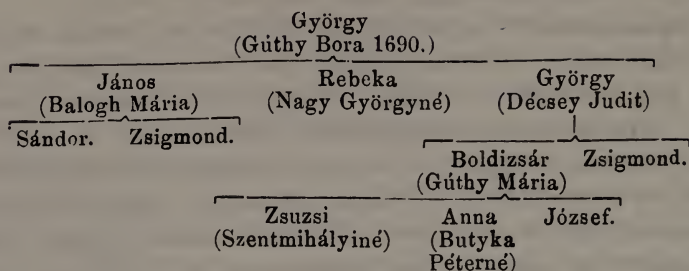 György
(Gúthy Bora 1690.)
János Rebeka György
(Balogh Mária) (Nagy Györgyné) (Décsey Judit)
Sándor. Zsigmond.
Boldizsár Zsigmond.
(Gúthy Mária)
Zsuzsi Anna József.
(Szentmihályiné) (Butyka
Péterné)